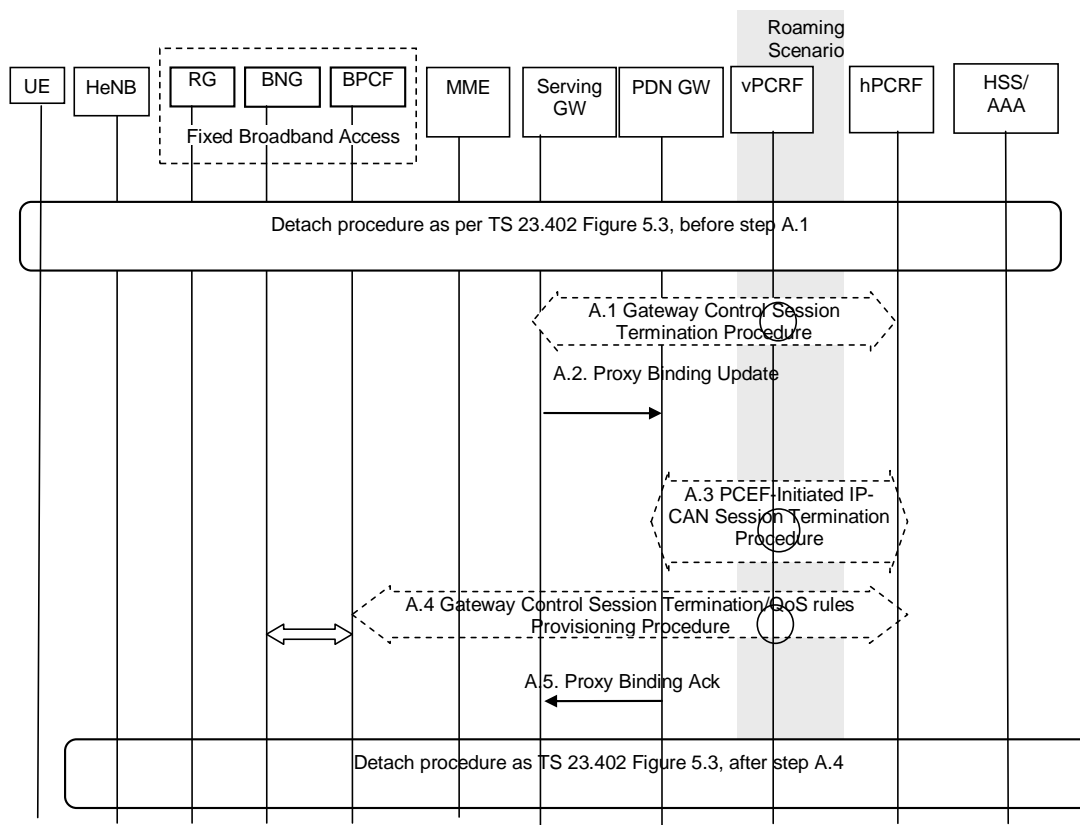 Roaming
Scenario
UE
HeNB
RG
BNG
BPCF
MME
Serving
GW
PDN GW
vPCRF
hPCRF
HSS/
AAA
Fixed Broadband Access
Detach procedure as per TS 23.402 Figure 5.3, before step A.1
A.1 Gateway Control Session
Termination Procedure
A.2. Proxy Binding Update
A.3 PCEF-Initiated IP-
CAN Session Termination
Procedure
A.4 Gateway Control Session Termination/QoS rules
Provisioning Procedure
A.5. Proxy Binding Ack
Detach procedure as TS 23.402 Figure 5.3, after step A.4